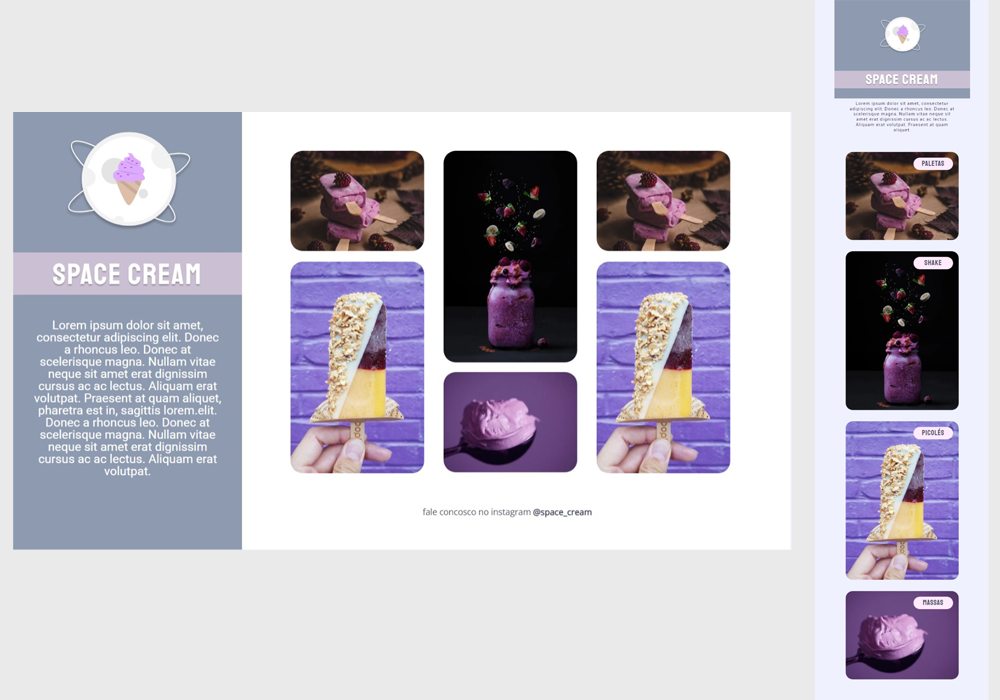 SPACE CREAM
Lorem ipsum dolor sit amet,
consectetur adipiscing elit. Donec
a rhoncus leo. Donec at
scelerisque magna. Nullam vitae
neque sit amet erat dignissim
cursus ac ac lectus. Aliquam erat
volutpat. Praesent at quam aliquet,
pharetra est in, sagittis lorem.elit.
Donec a rhoncus leo. Donec at
scelerisque magna. Nullam vitae
neque sit amet erat dignissim
cursus ac ac lectus. Aliquam erat
volutpat.
fale concosco no instagram @space_cream
SPACE CREAM
Lorem ipsum dolor sit amet, consectetur
adipiscing elit. Donec a rhoncus leo. Donec at
scelerisque magna. Nullam vitae neque sit
amet erat dignissim cursus ac ac lectus.
Aliquam erat volutpat. Praesent at quam
aliquet
PALETAS
SHAKE
PICOLÉS
MASSAS